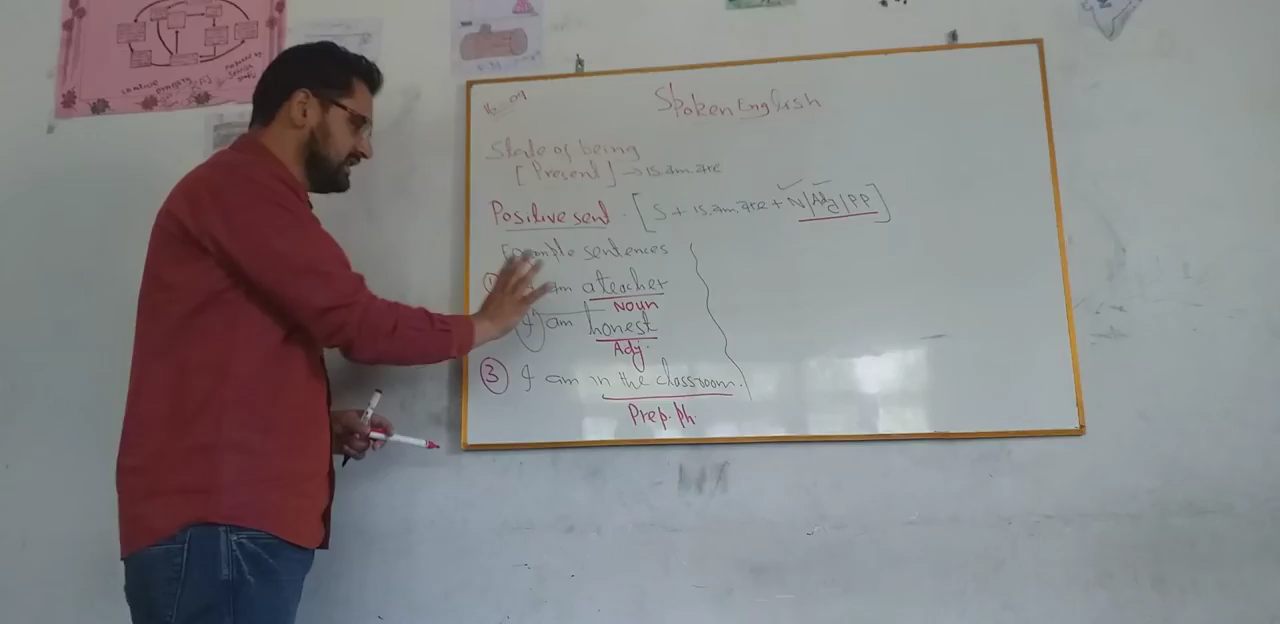 Spoken English
State of being
[Present] → is.am.are
Positive sent. [S + is.am.are + N/Adj/PP]
Example sentences
am a teacher
Noun
I am honest
Adj.
3 I am in the classroom.
Prep. ph.